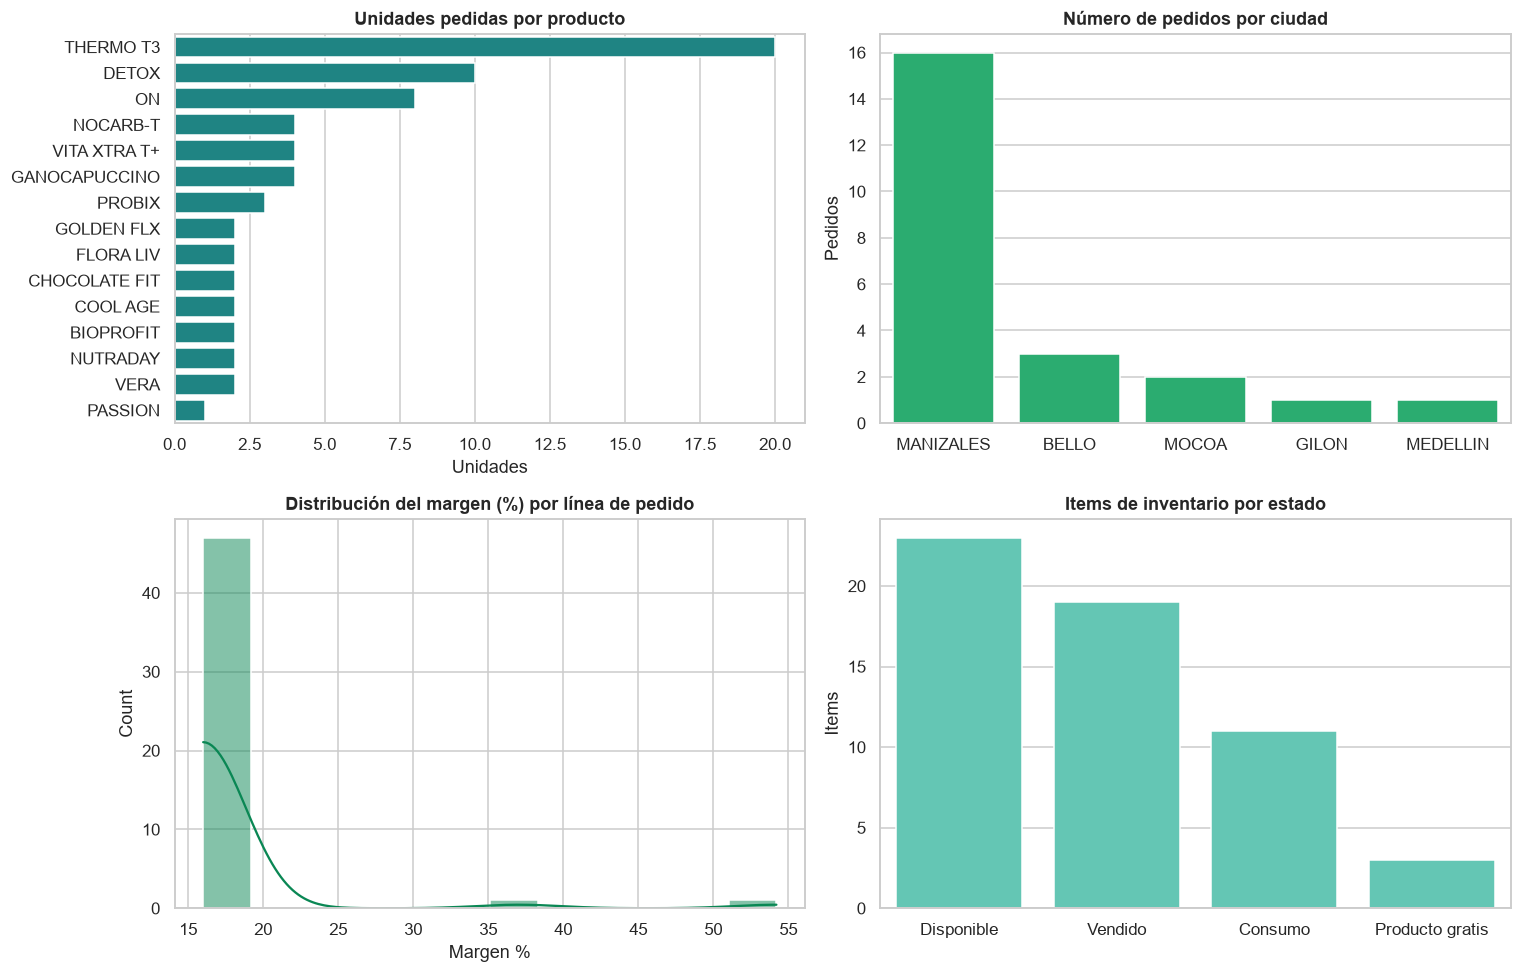 Unidades pedidas por producto
THERMO T3
DETOX
ON
NOCARB-T
VITA XTRA T+
GANOCAPUCCINO
PROBIX
GOLDEN FLX
FLORA LIV
CHOCOLATE FIT
COOL AGE
BIOPROFIT
NUTRADAY
VERA
PASSION
0.0 2.5 5.0 7.5 10.0 12.5 15.0 17.5 20.0
Unidades
Número de pedidos por ciudad
Pedidos
16
14
12
10
8
6
4
2
0
MANIZALES BELLO MOCOA GILON MEDELLIN
Distribución del margen (%) por línea de pedido
Count
40
30
20
10
0
15 20 25 30 35 40 45 50 55
Margen %
Items de inventario por estado
Items
20
15
10
5
0
Disponible Vendido Consumo Producto gratis